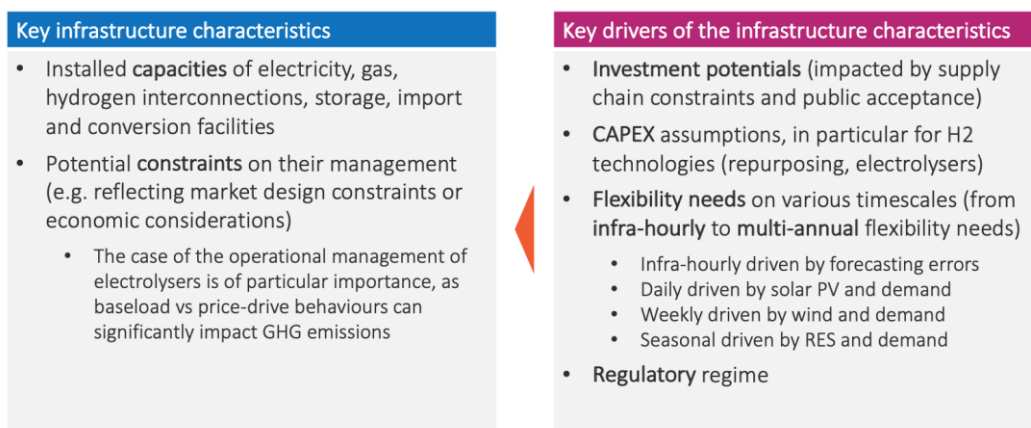 Key infrastructure characteristics
• Installed capacities of electricity, gas,
hydrogen interconnections, storage, import
and conversion facilities
• Potential constraints on their management
(e.g. reflecting market design constraints or
economic considerations)
• The case of the operational management of
electrolysers is of particular importance, as
baseload vs price-drive behaviours can
significantly impact GHG emissions
Key drivers of the infrastructure characteristics
• Investment potentials (impacted by supply
chain constraints and public acceptance)
• CAPEX assumptions, in particular for H2
technologies (repurposing, electrolysers)
• Flexibility needs on various timescales (from
infra-hourly to multi-annual flexibility needs)
• Infra-hourly driven by forecasting errors
• Daily driven by solar PV and demand
• Weekly driven by wind and demand
• Seasonal driven by RES and demand
• Regulatory regime